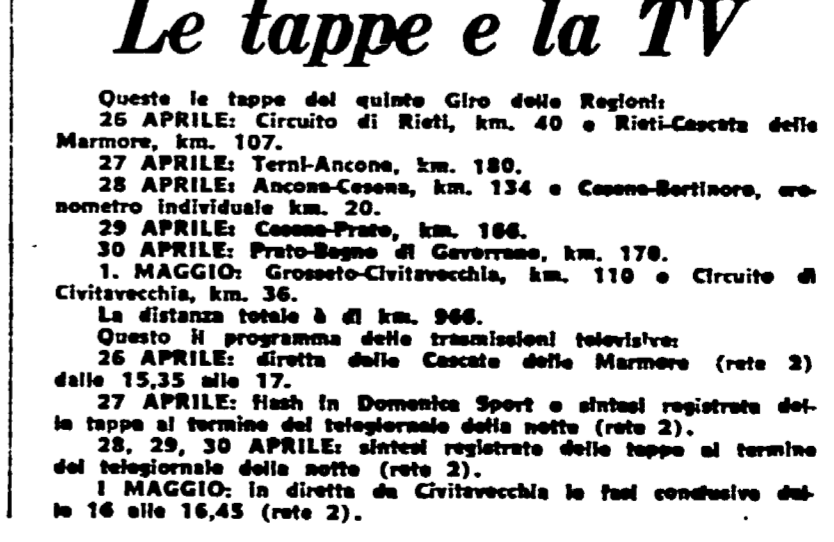 Le tappe e la TV
Queste le tappe del quinto Giro delle Regioni:
26 APRILE: Circuito di Rieti, km. 40 e Rieti-Cascata delle
Marmore, km. 107.
27 APRILE: Terni-Ancona, km. 180.
28 APRILE: Ancona-Cesena, km. 134 e Cesena-Bertinoro, cro-
nometro individuale km. 20.
29 APRILE: Cesena-Prato, km. 166.
30 APRILE: Prato-Bagno di Gavorrano, km. 170.
1. MAGGIO: Grosseto-Civitavecchia, km. 110 e Circuito di
Civitavecchia, km. 36.
La distanza totale è di km. 966.
Questo il programma delle trasmissioni televisive:
26 APRILE: diretta dalle Cascate delle Marmore (rete 2)
dalle 15,35 alle 17.
27 APRILE: flash in Domenica Sport e sintesi registrata del-
la tappa al termine del telegiornale della notte (rete 2).
28, 29, 30 APRILE: sintesi registrate delle tappe al termine
del telegiornale della notte (rete 2).
1 MAGGIO: in diretta da Civitavecchia le fasi conclusive dal-
le 16 alle 16,45 (rete 2).